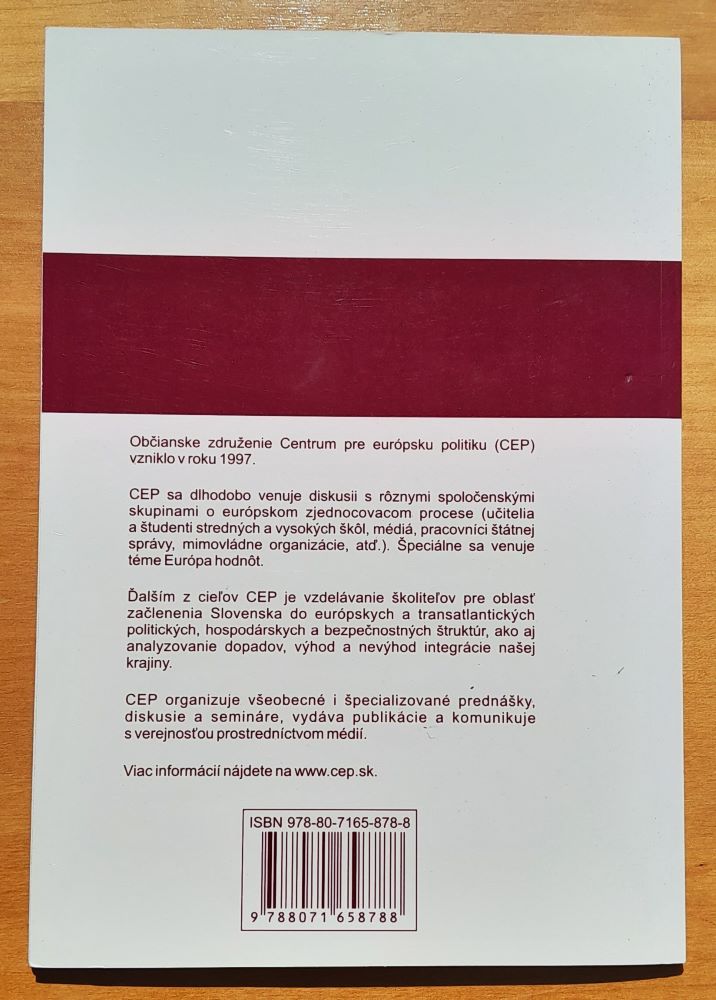 Občianske združenie Centrum pre európsku politiku (CEP)
vzniklo v roku 1997.
CEP sa dlhodobo venuje diskusii s rôznymi spoločenskými
skupinami o európskom zjednocovacom procese (učitelia
a študenti stredných a vysokých škôl, médiá, pracovníci štátnej
správy, mimovládne organizácie, atď.). Špeciálne sa venuje
téme Európa hodnôt.
Ďalším z cieľov CEP je vzdelávanie školiteľov pre oblasť
začlenenia Slovenska do európskych a transatlantických
politických, hospodárskych a bezpečnostných štruktúr, ako aj
analyzovanie dopadov, výhod a nevýhod integrácie našej
krajiny.
CEP organizuje všeobecné i špecializované prednášky,
diskusie a semináre, vydáva publikácie a komunikuje
s verejnosťou prostredníctvom médií.
Viac informácií nájdete na www.cep.sk.
ISBN 978-80-7165-878-8
9 788071 658788